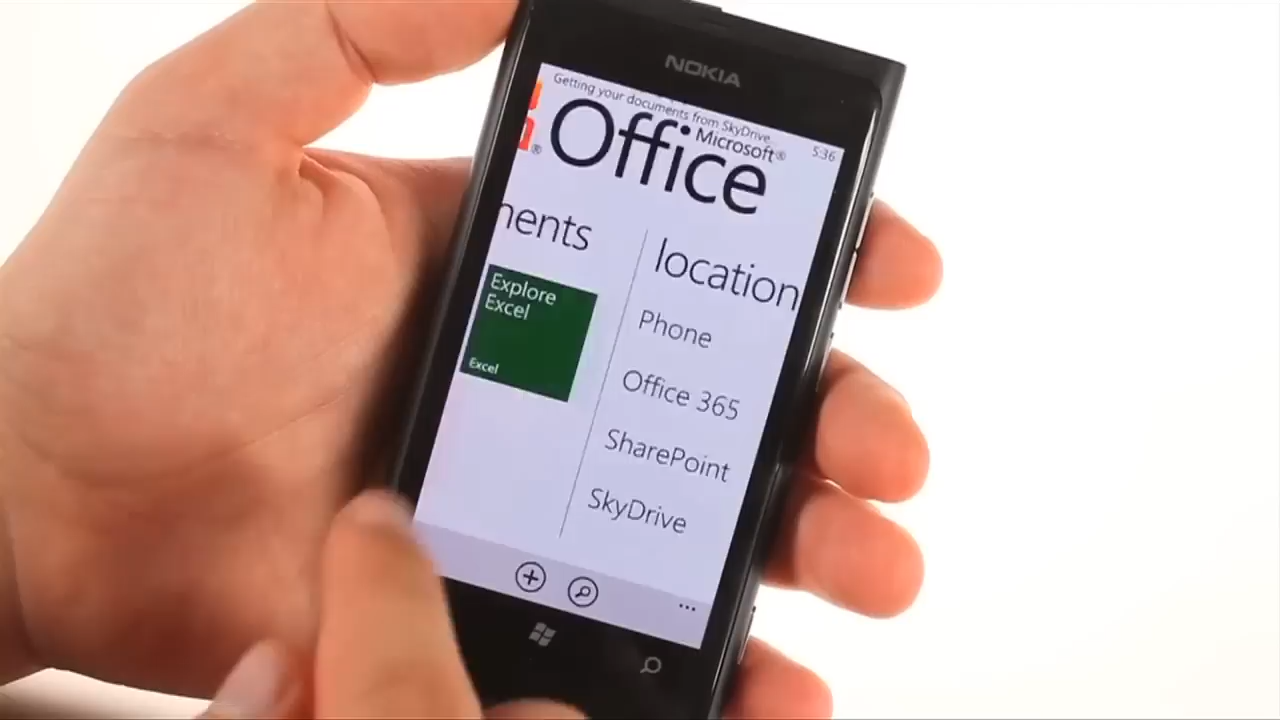 NOKIA
Getting your documents from SkyDrive...
5:36
Microsoft®
® Office
nents
location
Explore
Excel
Excel
Phone
Office 365
SharePoint
SkyDrive